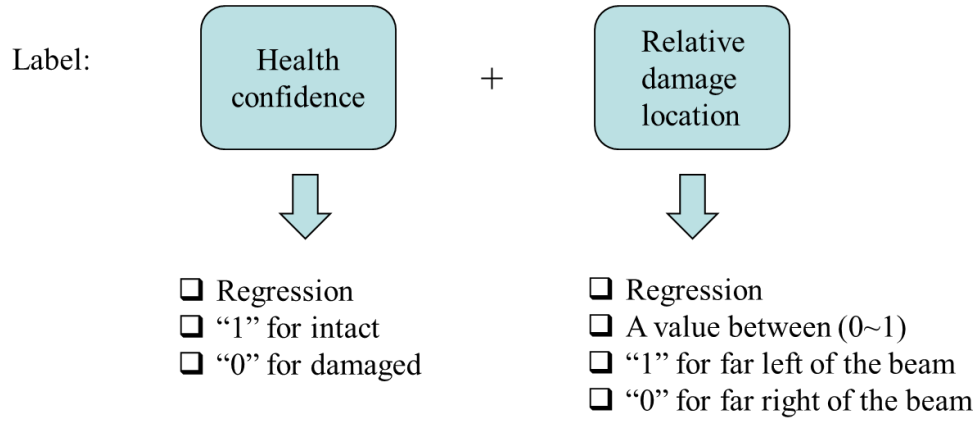 Label:
Health
confidence
+
Relative
damage
location
❑ Regression
❑ “1” for intact
❑ “0” for damaged
❑ Regression
❑ A value between (0~1)
❑ “1” for far left of the beam
❑ “0” for far right of the beam